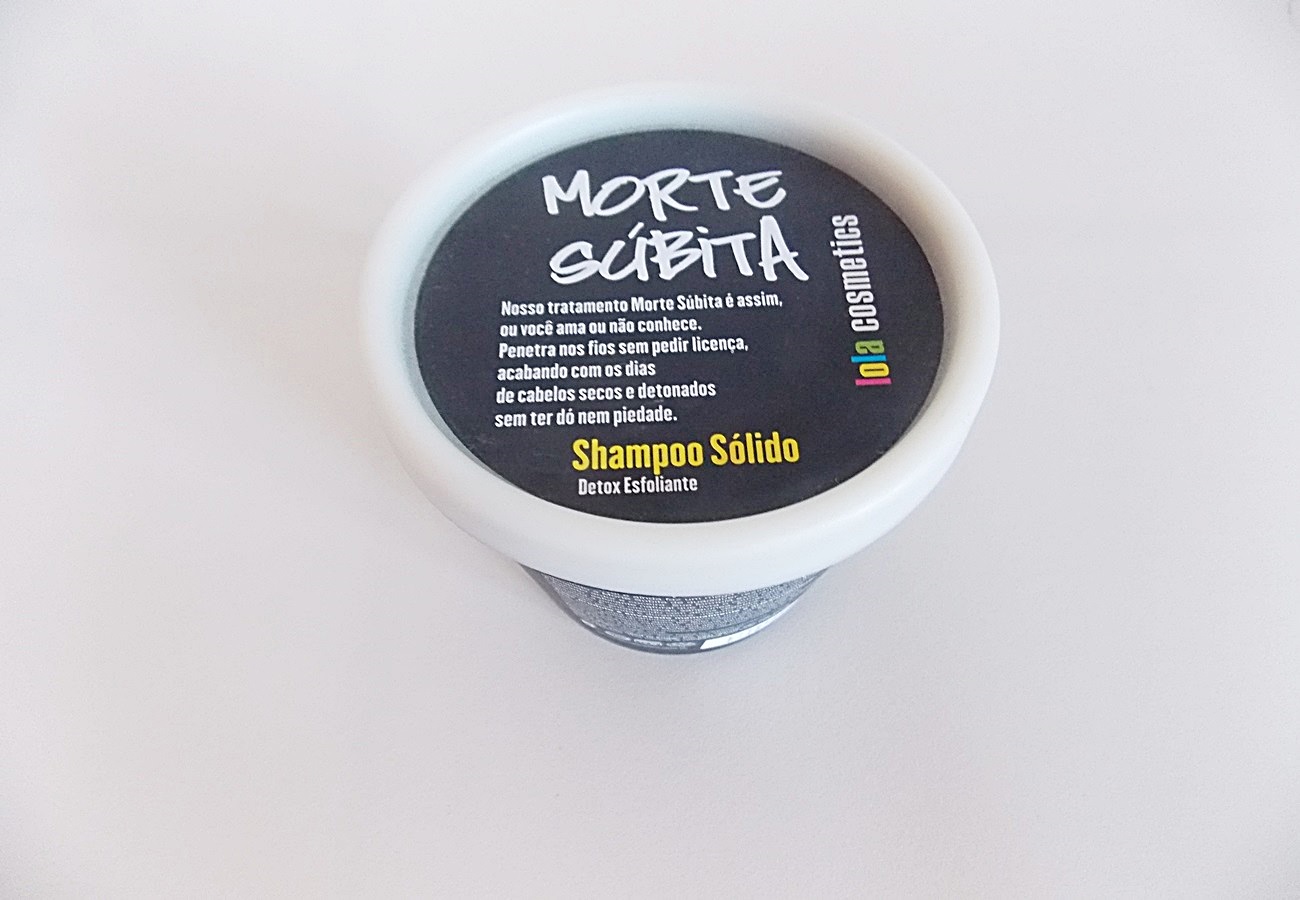 MORTE
SÚBiTA
Nosso tratamento Morte Súbita é assim,
ou você ama ou não conhece.
Penetra nos fios sem pedir licença,
acabando com os dias
de cabelos secos e detonados
sem ter dó nem piedade.
Shampoo Sólido
Detox Esfoliante
lola cosmetics